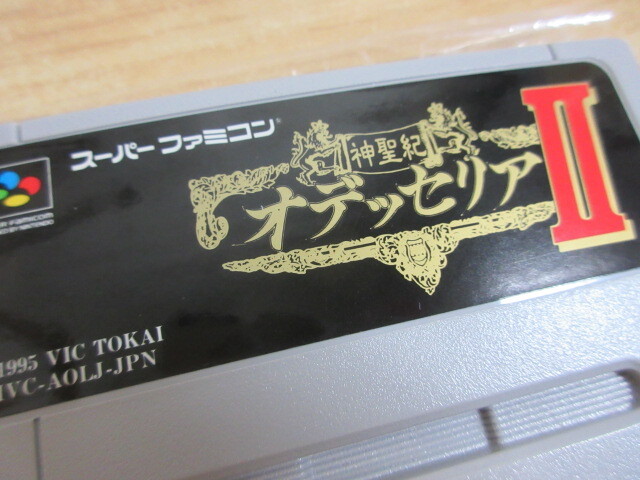 スーパーファミコン
神聖紀
オデッセリア
II
1995 VIC TOKAI
VC-AOLJ-JPN